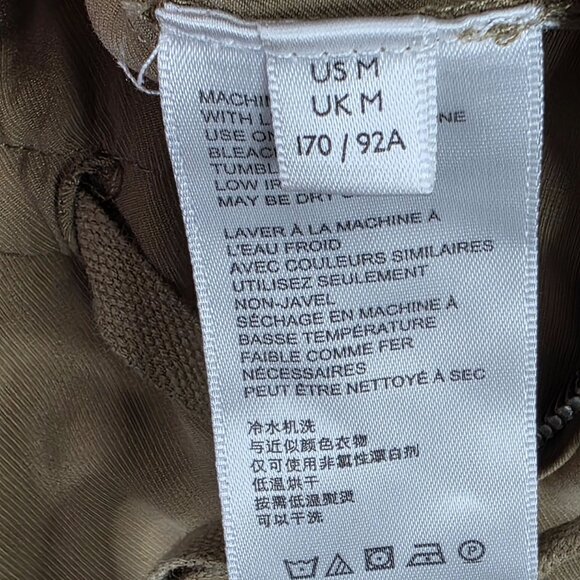 US M
UK M
170 / 92A
MACHIN
WITH L NE
USE ON
BLEAC
TUMBL
LOW IR
MAY BE DRY
LAVER À LA MACHINE À
L'EAU FROID
AVEC COULEURS SIMILAIRES
UTILISEZ SEULEMENT
NON-JAVEL
SÉCHAGE EN MACHINE À
BASSE TEMPÉRATURE
FAIBLE COMME FER
NÉCESSAIRES
PEUT ÊTRE NETTOYÉ À SEC
冷水机洗
与近似颜色衣物
仅可使用非氯性漂白剂
低温烘干
按需低温熨烫
可以干洗
P